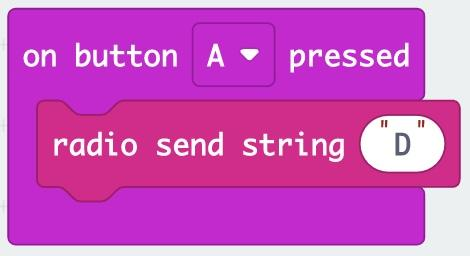 on button A pressed
radio send string "D"